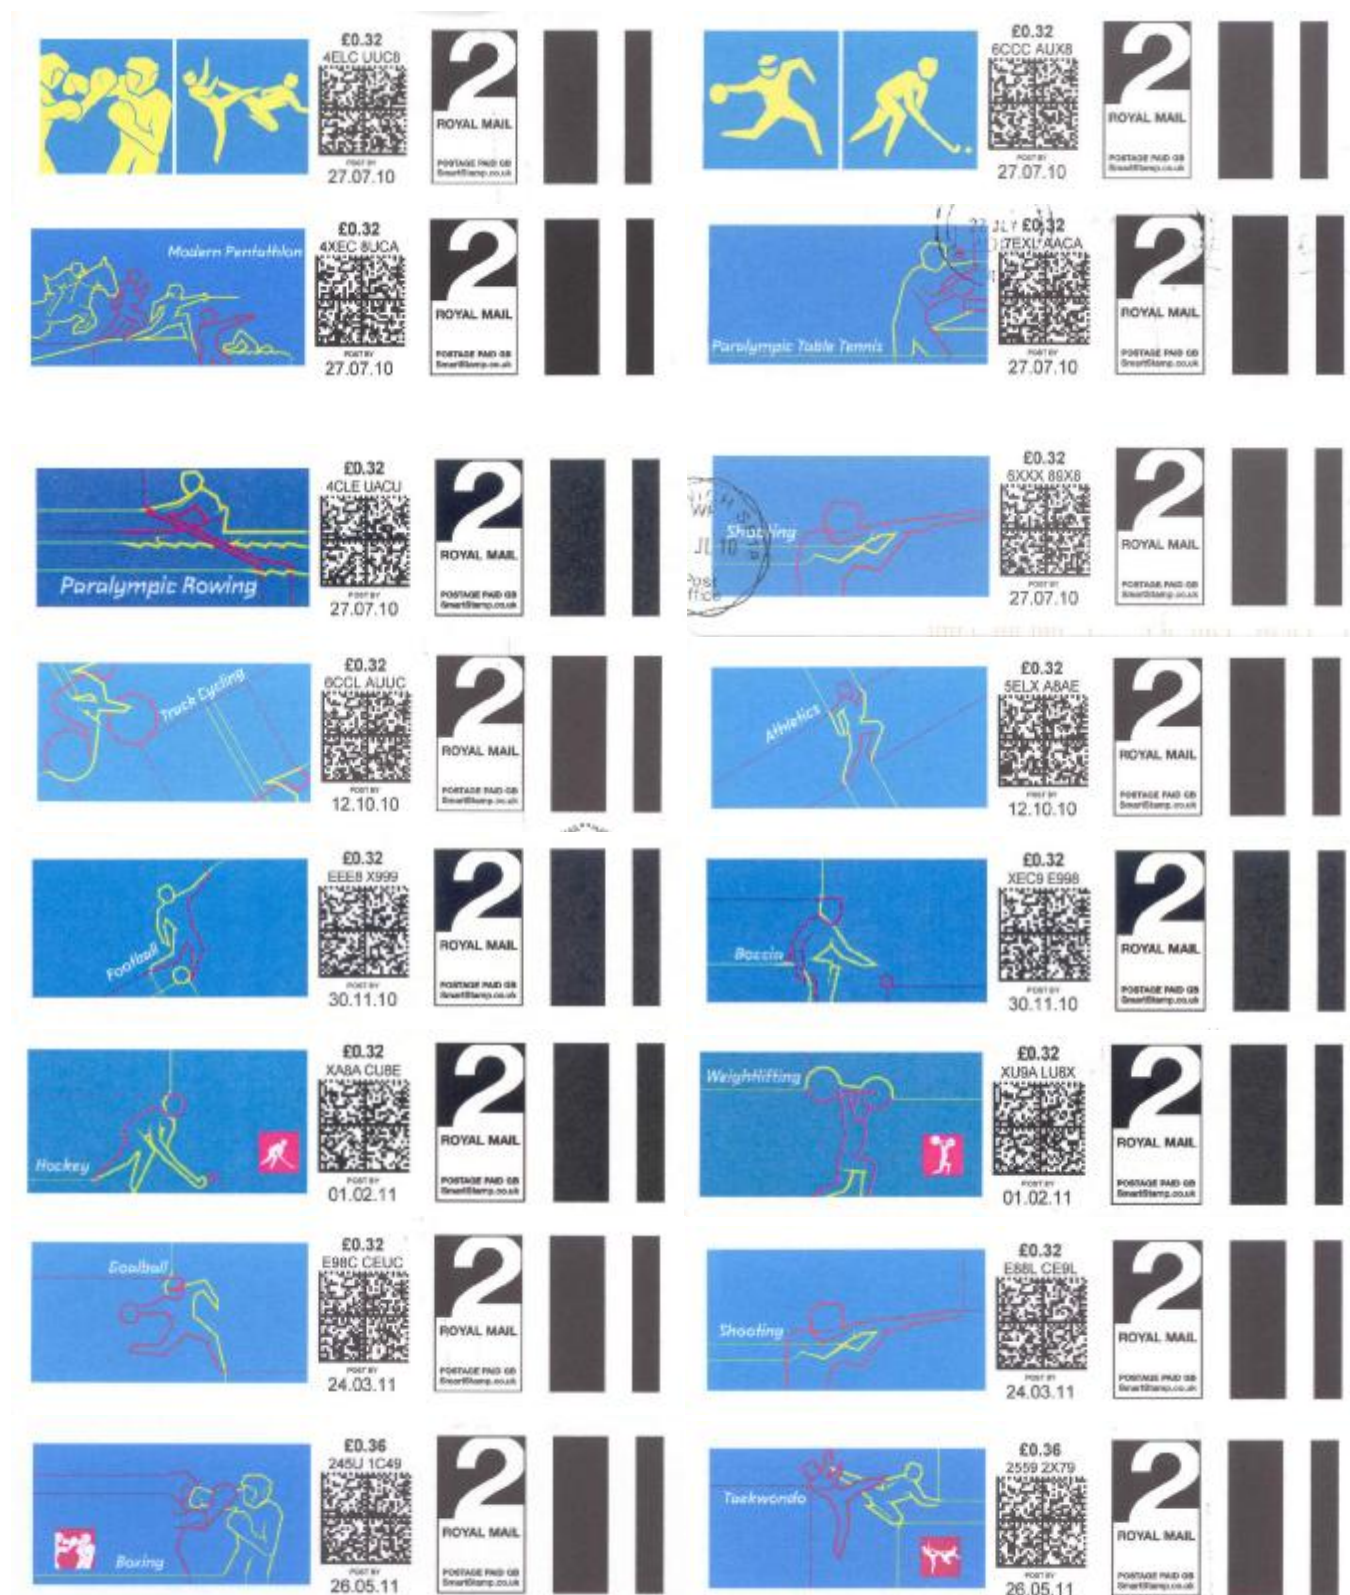 £0.32
4ELC UUC8
POST BY
27.07.10
2
ROYAL MAIL
POSTAGE PAID GB
SmartStamp.co.uk
£0.32
6CCC AUX8
POST BY
27.07.10
2
ROYAL MAIL
POSTAGE PAID GB
SmartStamp.co.uk
Modern Pentathlon
£0.32
4XEC 8UCA
POST BY
27.07.10
2
ROYAL MAIL
POSTAGE PAID GB
SmartStamp.co.uk
Paralympic Table Tennis
£0.32
POST BY
27.07.10
2
ROYAL MAIL
POSTAGE PAID GB
SmartStamp.co.uk
Paralympic Rowing
£0.32
4CLE UACU
POST BY
27.07.10
2
ROYAL MAIL
POSTAGE PAID GB
SmartStamp.co.uk
Shooting
£0.32
POST BY
27.07.10
2
ROYAL MAIL
POSTAGE PAID GB
SmartStamp.co.uk
Track Cycling
£0.32
6CCL AUUC
POST BY
12.10.10
2
ROYAL MAIL
POSTAGE PAID GB
SmartStamp.co.uk
Athletics
£0.32
5ELX A8AE
POST BY
12.10.10
2
ROYAL MAIL
POSTAGE PAID GB
SmartStamp.co.uk
Football
£0.32
EEE8 X999
POST BY
30.11.10
2
ROYAL MAIL
POSTAGE PAID GB
SmartStamp.co.uk
Boccia
£0.32
XEC9 E998
POST BY
30.11.10
2
ROYAL MAIL
POSTAGE PAID GB
SmartStamp.co.uk
Hockey
£0.32
XA8A CU8E
POST BY
01.02.11
2
ROYAL MAIL
POSTAGE PAID GB
SmartStamp.co.uk
Weightlifting
£0.32
XU9A LU8X
POST BY
01.02.11
2
ROYAL MAIL
POSTAGE PAID GB
SmartStamp.co.uk
Goalball
£0.32
E98C CEUC
POST BY
24.03.11
2
ROYAL MAIL
POSTAGE PAID GB
SmartStamp.co.uk
Shooting
£0.32
E88L CE9L
POST BY
24.03.11
2
ROYAL MAIL
POSTAGE PAID GB
SmartStamp.co.uk
Boxing
£0.36
245U 1C49
POST BY
26.05.11
2
ROYAL MAIL
POSTAGE PAID GB
SmartStamp.co.uk
Taekwondo
£0.36
2559 2X79
POST BY
26.05.11
2
ROYAL MAIL
POSTAGE PAID GB
SmartStamp.co.uk